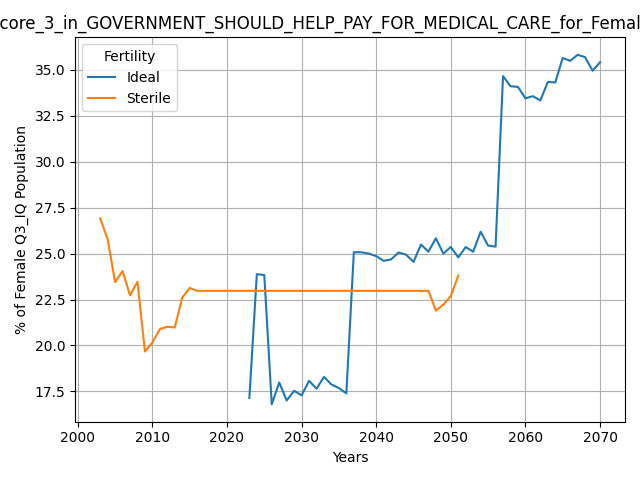 core_3_in_GOVERNMENT_SHOULD_HELP_PAY_FOR_MEDICAL_CARE_for_Femal
Fertility
Ideal
Sterile
% of Female Q3_IQ Population
35.0
32.5
30.0
27.5
25.0
22.5
20.0
17.5
2000 2010 2020 2030 2040 2050 2060 2070
Years